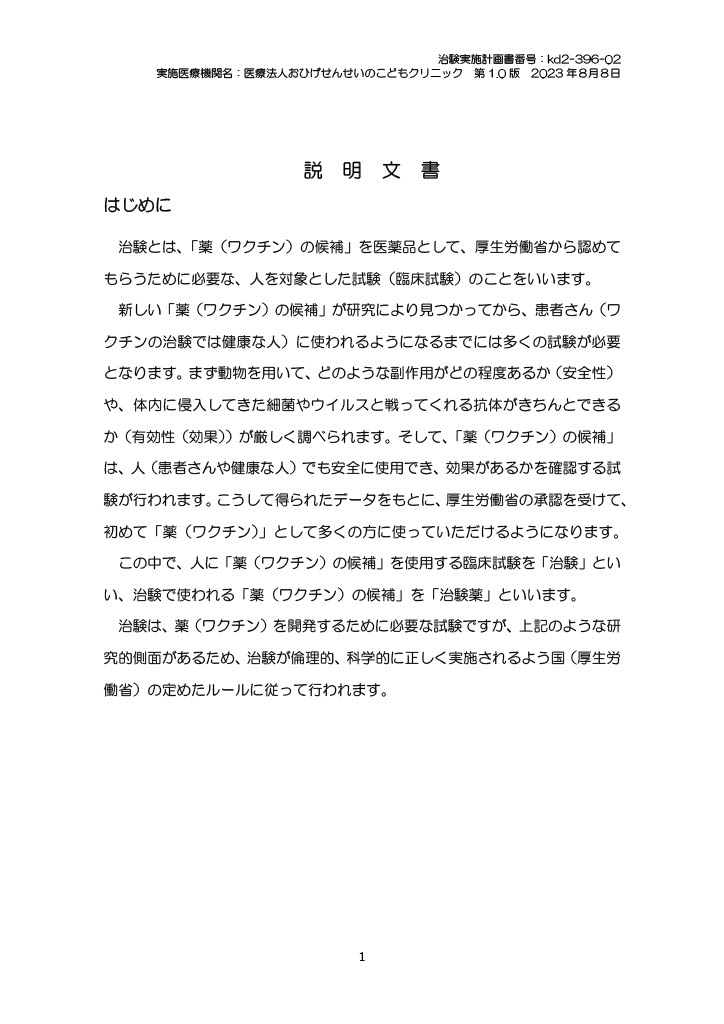 治験実施計画書番号：kd2-396-02
実施医療機関名：医療法人おひげせんせいのこどもクリニック　第 1.0 版　2023 年 8 月 8 日
説　明　文　書
はじめに
　治験とは、「薬（ワクチン）の候補」を医薬品として、厚生労働省から認めて
もらうために必要な、人を対象とした試験（臨床試験）のことをいいます。
　新しい「薬（ワクチン）の候補」が研究により見つかってから、患者さん（ワ
クチンの治験では健康な人）に使われるようになるまでには多くの試験が必要
となります。まず動物を用いて、どのような副作用がどの程度あるか（安全性）
や、体内に侵入してきた細菌やウイルスと戦ってくれる抗体がきちんとできる
か（有効性（効果））が厳しく調べられます。そして、「薬（ワクチン）の候補」
は、人（患者さんや健康な人）でも安全に使用でき、効果があるかを確認する試
験が行われます。こうして得られたデータをもとに、厚生労働省の承認を受けて、
初めて「薬（ワクチン）」として多くの方に使っていただけるようになります。
　この中で、人に「薬（ワクチン）の候補」を使用する臨床試験を「治験」とい
い、治験で使われる「薬（ワクチン）の候補」を「治験薬」といいます。
　治験は、薬（ワクチン）を開発するために必要な試験ですが、上記のような研
究的側面があるため、治験が倫理的、科学的に正しく実施されるよう国（厚生労
働省）の定めたルールに従って行われます。
1